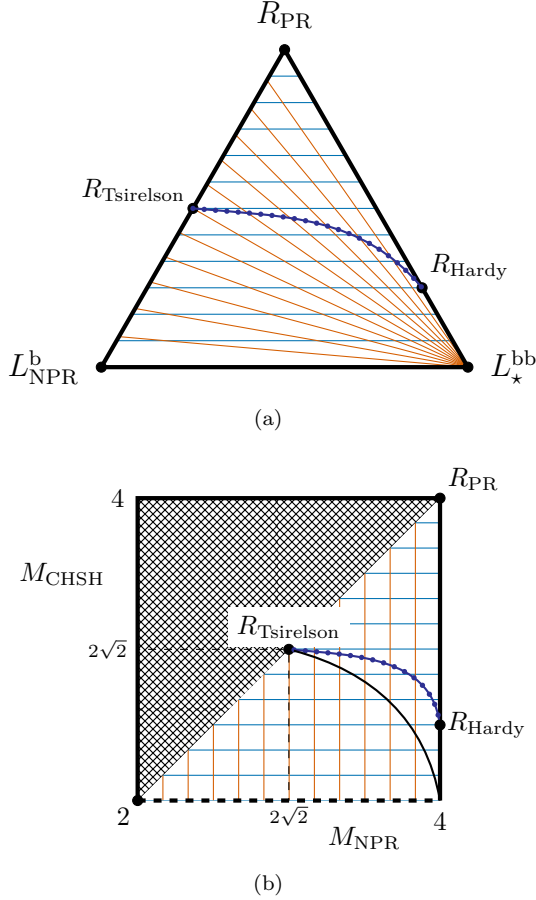 R_PR
R_Tsirelson
R_Hardy
L^b_NPR
L^bb_⋆
(a)
R_PR
4
M_CHSH
R_Tsirelson
2√2
R_Hardy
2
2√2
4
M_NPR
(b)